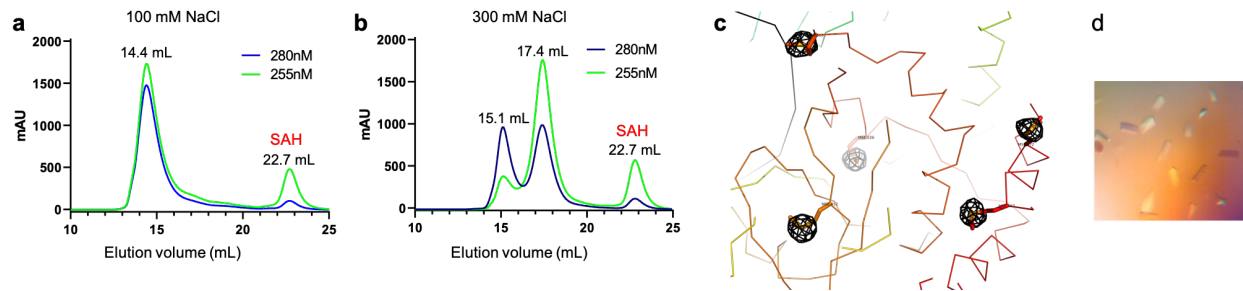 a
100 mM NaCl
2000
1500
1000
500
0
mAU
14.4 mL
280nM
255nM
SAH
22.7 mL
10
15
20
25
Elution volume (mL)
b
300 mM NaCl
2000
1500
1000
500
0
mAU
15.1 mL
17.4 mL
280nM
255nM
SAH
22.7 mL
10
15
20
25
Elution volume (mL)
c
d